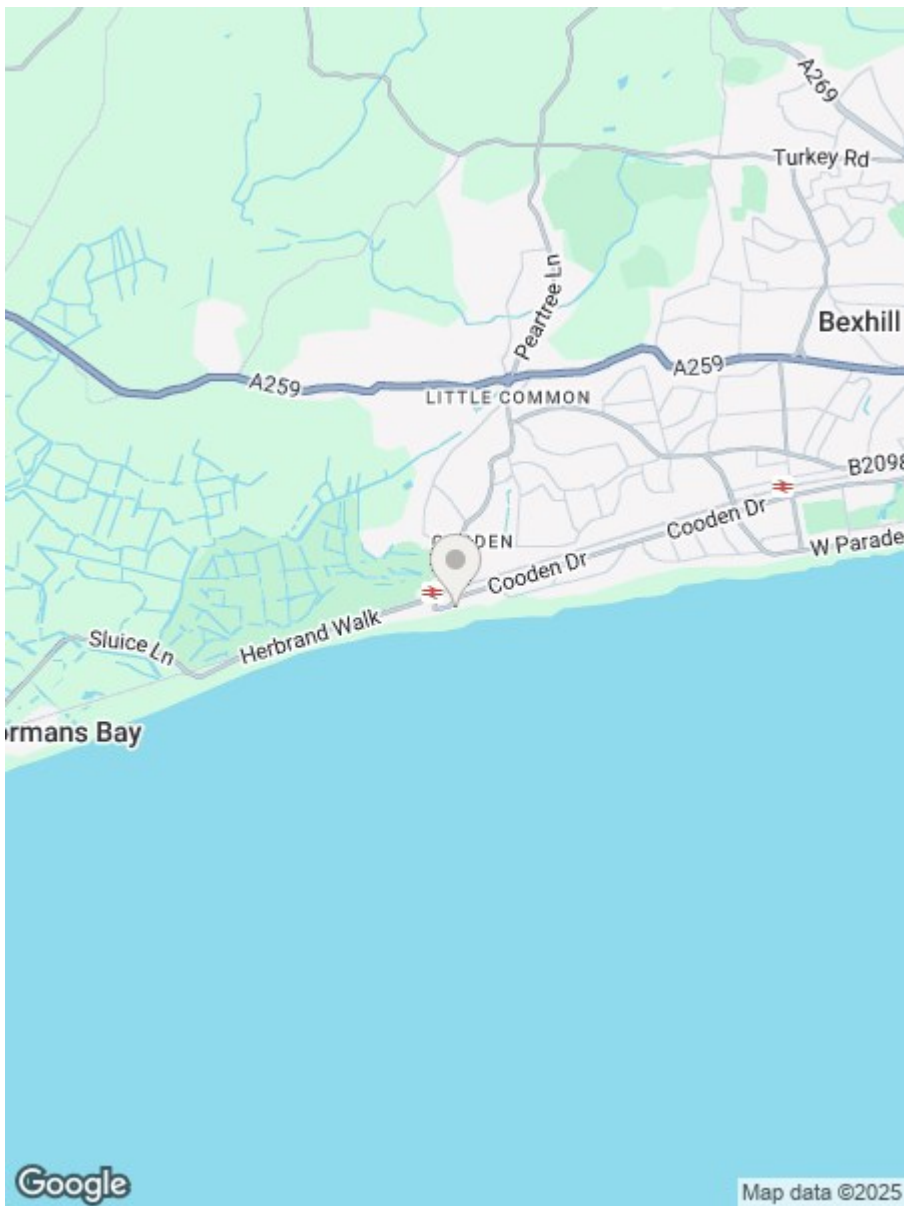 A269
Turkey Rd
Peartree Ln
Bexhill
A259
A259
LITTLE COMMON
B2098
Cooden Dr
W Parade
Cooden Dr
Herbrand Walk
Sluice Ln
ormans Bay
Google
Map data ©2025